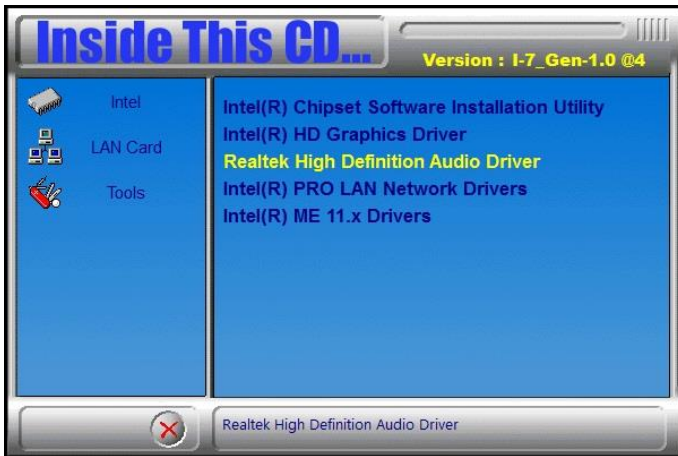 Inside This CD...
Version : I-7_Gen-1.0 @4
Intel
LAN Card
Tools
Intel(R) Chipset Software Installation Utility
Intel(R) HD Graphics Driver
Realtek High Definition Audio Driver
Intel(R) PRO LAN Network Drivers
Intel(R) ME 11.x Drivers
Realtek High Definition Audio Driver